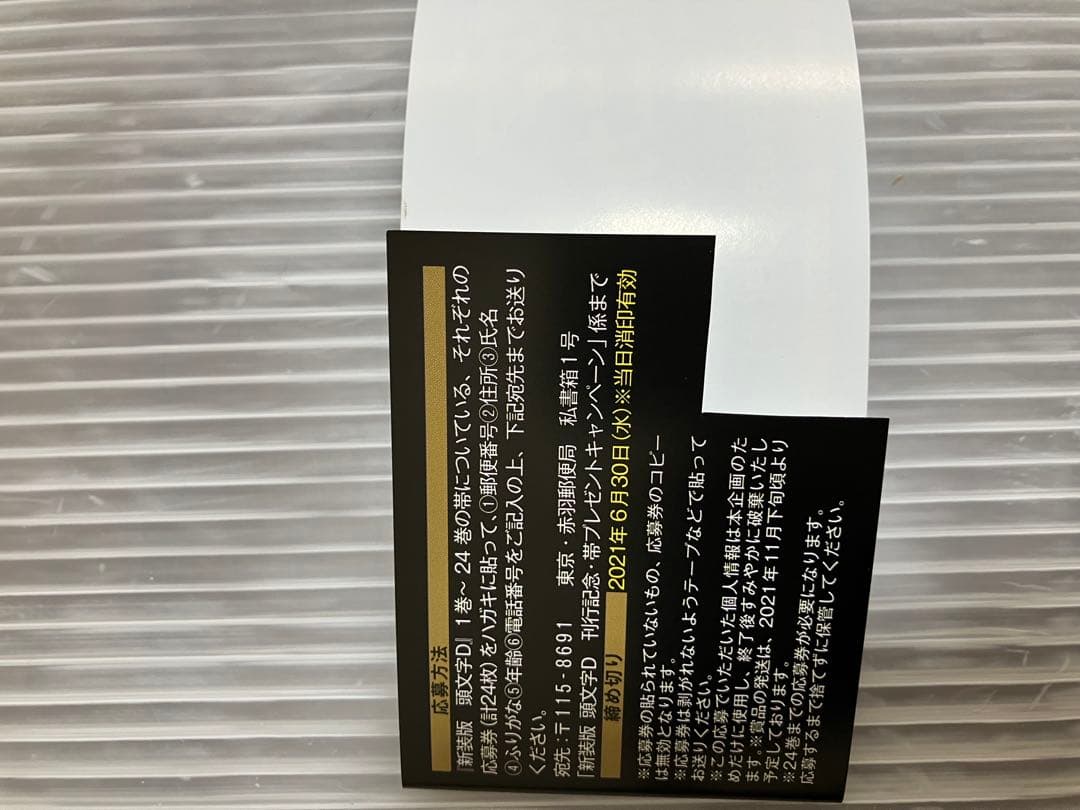 応募方法
『新装版　頭文字D』1巻～24巻の帯についている、それぞれの
応募券(計24枚)をハガキに貼って、①郵便番号②住所③氏名
④ふりがな⑤年齢⑥電話番号をご記入の上、下記宛先までお送り
ください。
宛先：〒115-8691　東京・赤羽郵便局　私書箱1号
「新装版 頭文字D　刊行記念・帯プレゼントキャンペーン」係まで
締め切り　2021年6月30日(水)※当日消印有効
※応募券の貼られていないもの、応募券のコピー
は無効となります。
※応募券は剥がれないようテープなどで貼って
お送りください。
※この応募でいただいた個人情報は本企画のた
めだけに使用し、終了後すみやかに破棄いたし
ます。※賞品の発送は、2021年11月下旬頃より
予定しております。
※24巻までの応募券が必要になります。
応募するまで捨てずに保管してください。